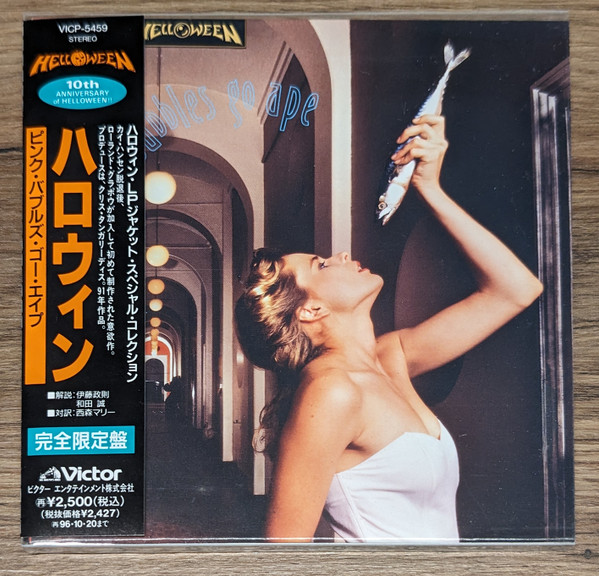 VICP-5459
STEREO
HELLOWEEN
10th
ANNIVERSARY
of HELLOWEEN!!
ハロウィン
ピンク・バブルズ・ゴー・エイプ
ハロウィン・LPジャケット・スペシャル・コレクション
カイ・ハンセン脱退後、
ローランド・グラポウが加入して初めて制作された意欲作。
プロデュースは、クリス・タンガリーディス。91年作品。
■解説:伊藤政則
和田 誠
■対訳:西森マリー
完全限定盤
Victor
ビクター エンタテインメント株式会社
再¥2,500(税込)
(税抜価格¥2,427)
再96・10・20まで
HELLOWEEN
bubbles go ape